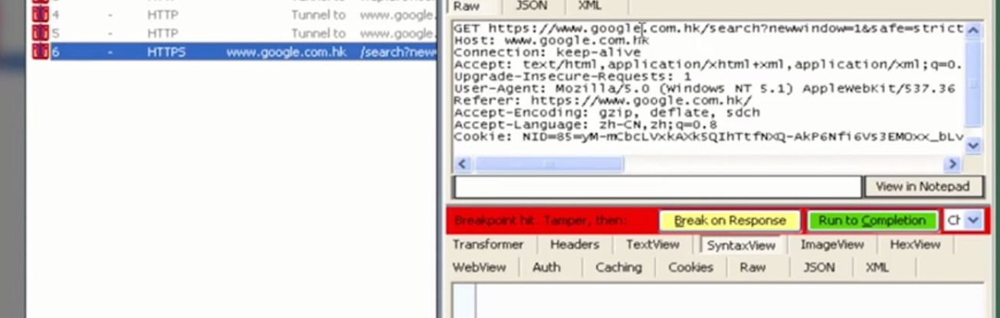 Raw JSON XML
4 - HTTP Tunnel to www.google.
5 - HTTP Tunnel to www.google.
6 - HTTPS www.google.com.hk /search?new
GET https://www.google.com.hk/search?newwindow=1&safe=strict
Host: www.google.com.hk
Connection: keep-alive
Accept: text/html,application/xhtml+xml,application/xml;q=0.
Upgrade-Insecure-Requests: 1
User-Agent: Mozilla/5.0 (Windows NT 5.1) AppleWebKit/537.36
Referer: https://www.google.com.hk/
Accept-Encoding: gzip, deflate, sdch
Accept-Language: zh-CN,zh;q=0.8
Cookie: NID=85=yM-mCbcLVxkAXk5QIhTtfNXQ-AkP6Nfi6Vs3EMOxx_bLv
View in Notepad
Breakpoint hit. Tamper, then: Break on Response Run to Completion Ch
Transformer Headers TextView SyntaxView ImageView HexView
WebView Auth Caching Cookies Raw JSON XML